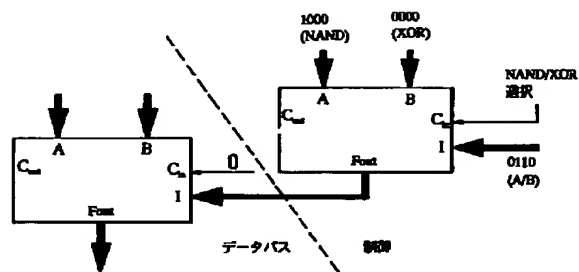 1000
(NAND)
0000
(XOR)
NAND/XOR
選択
A
B
Cout
Cin
I
Fout
0110
(A/B)
A
B
Cout
Cin
0
I
Fout
データパス
制御